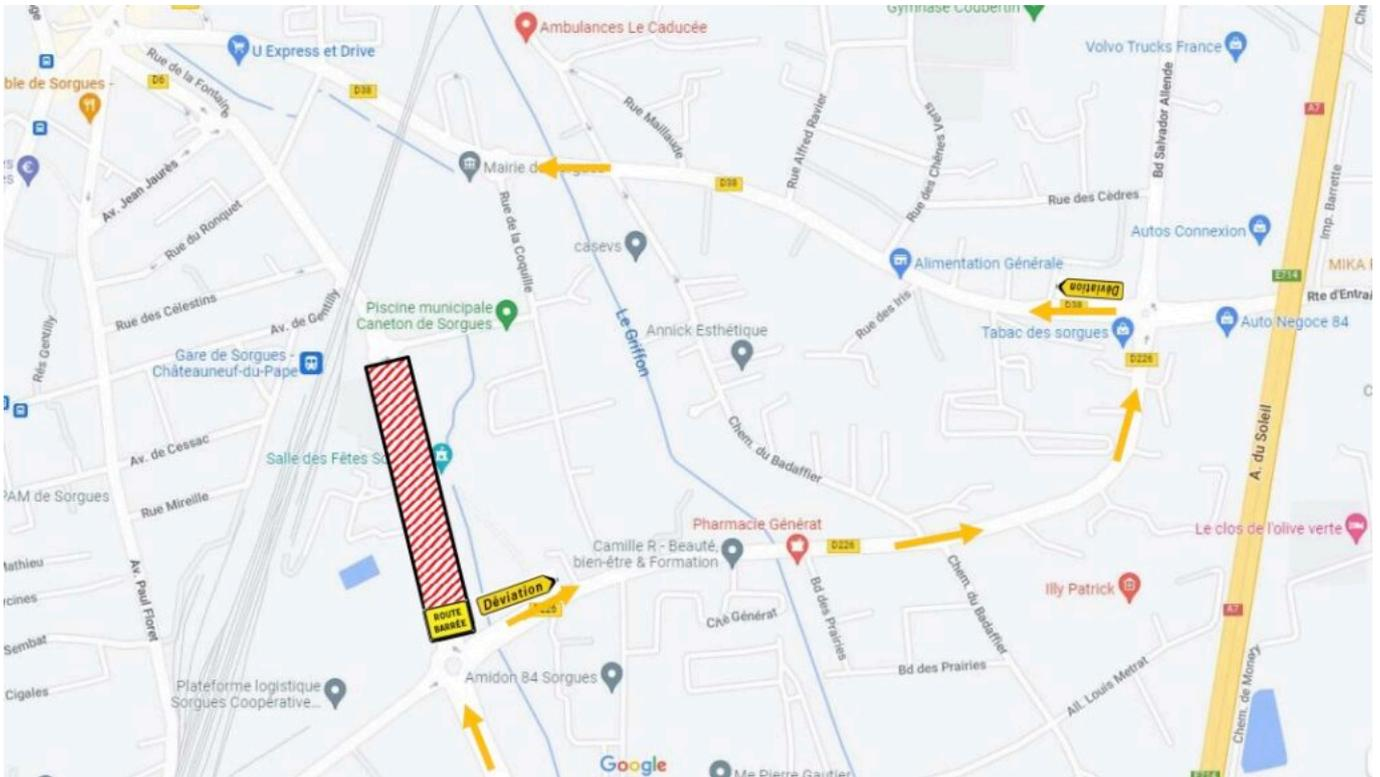 Gymnase Coubertin
Ambulances Le Caducée
U Express et Drive
Volvo Trucks France
Rue de la Fontaine
D6
ble de Sorgues -
D38
A7
Bd Salvador Allende
Rue Maillaude
Rue Alfred Ravier
Rue des Chênes Verts
Mairie de Sorgues
D38
Av. Jean Jaurès
Rue des Cèdres
Imp. Barrette
Rue du Ronquet
Rue de la Coquille
casevs
Autos Connexion
Alimentation Générale
E714
MIKA
Déviation
D38
Rte d'Entrai
Rue des Célestins
Av. de Gentilly
Piscine municipale
Caneton de Sorgues
Le Griffon
Annick Esthétique
Rue des Iris
Tabac des sorgues
Auto Negoce 84
Rés Gentilly
Gare de Sorgues -
Châteauneuf-du-Pape
D226
Chem. du Badaffier
A. du Soleil
Av. de Cessac
Salle des Fêtes So
PAM de Sorgues
Rue Mireille
Pharmacie Générat
Le clos de l'olive verte
Camille R - Beauté,
bien-être & Formation
D226
Mathieu
Av. Paul Floret
Déviation
ROUTE
BARRÉE
Bd des Prairies
Chem. du Badaffier
Illy Patrick
A7
Ché Générat
Sembat
Bd des Prairies
Cigales
Plateforme logistique
Sorgues Coopérative...
Amidon 84 Sorgues
All. Louis Metrat
Chem. de Monery
Google
Me Pierre Gautier